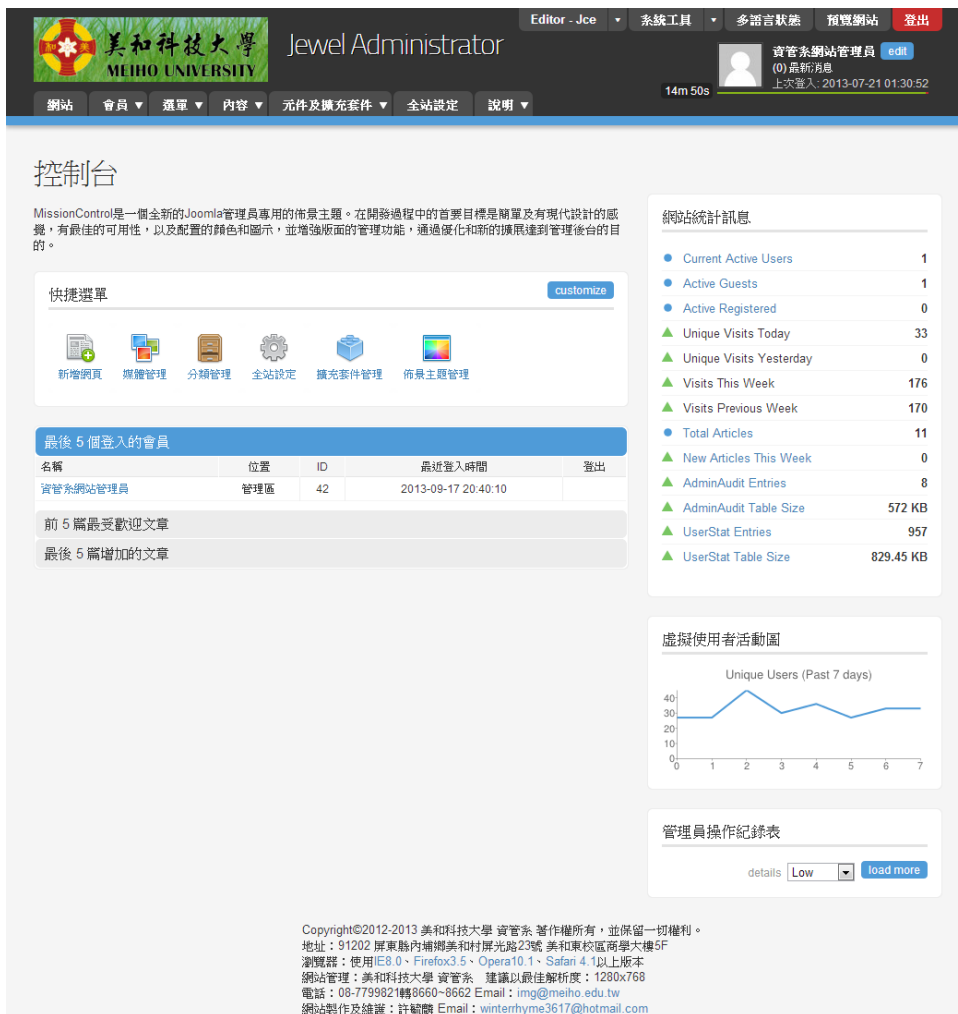 Editor - Jce 系統工具 多語言狀態 預覽網站 登出
美和科技大學
MEIHO UNIVERSITY
Jewel Administrator
資管系網站管理員 edit
(0) 最新消息
14m 50s 上次登入: 2013-07-21 01:30:52
網站 會員 ▼ 選單 ▼ 內容 ▼ 元件及擴充套件 ▼ 全站設定 說明 ▼
控制台
MissionControl是一個全新的Joomla管理員專用的佈景主題。在開發過程中的首要目標是簡單及有現代設計的感
覺，有最佳的可用性，以及配置的顏色和圖示，並增強版面的管理功能，通過優化和新的擴展達到管理後台的目
的。
快捷選單 customize
新增網頁 媒體管理 分類管理 全站設定 擴充套件管理 佈景主題管理
最後 5 個登入的會員
名稱 位置 ID 最近登入時間 登出
資管系網站管理員 管理區 42 2013-09-17 20:40:10
前 5 篇最受歡迎文章
最後 5 篇增加的文章
網站統計訊息
Current Active Users 1
Active Guests 1
Active Registered 0
Unique Visits Today 33
Unique Visits Yesterday 0
Visits This Week 176
Visits Previous Week 170
Total Articles 11
New Articles This Week 0
AdminAudit Entries 8
AdminAudit Table Size 572 KB
UserStat Entries 957
UserStat Table Size 829.45 KB
虛擬使用者活動圖
Unique Users (Past 7 days)
40
30
20
10
0
0 1 2 3 4 5 6 7
管理員操作紀錄表
details Low load more
Copyright©2012-2013 美和科技大學 資管系 著作權所有，並保留一切權利。
地址：91202 屏東縣內埔鄉美和村屏光路23號 美和東校區商學大樓5F
瀏覽器：使用IE8.0、Firefox3.5、Opera10.1、Safari 4.1以上版本
網站管理：美和科技大學 資管系 建議以最佳解析度：1280x768
電話：08-7799821轉8660~8662 Email：img@meiho.edu.tw
網站製作及維護：許毓麟 Email：winterrhyme3617@hotmail.com